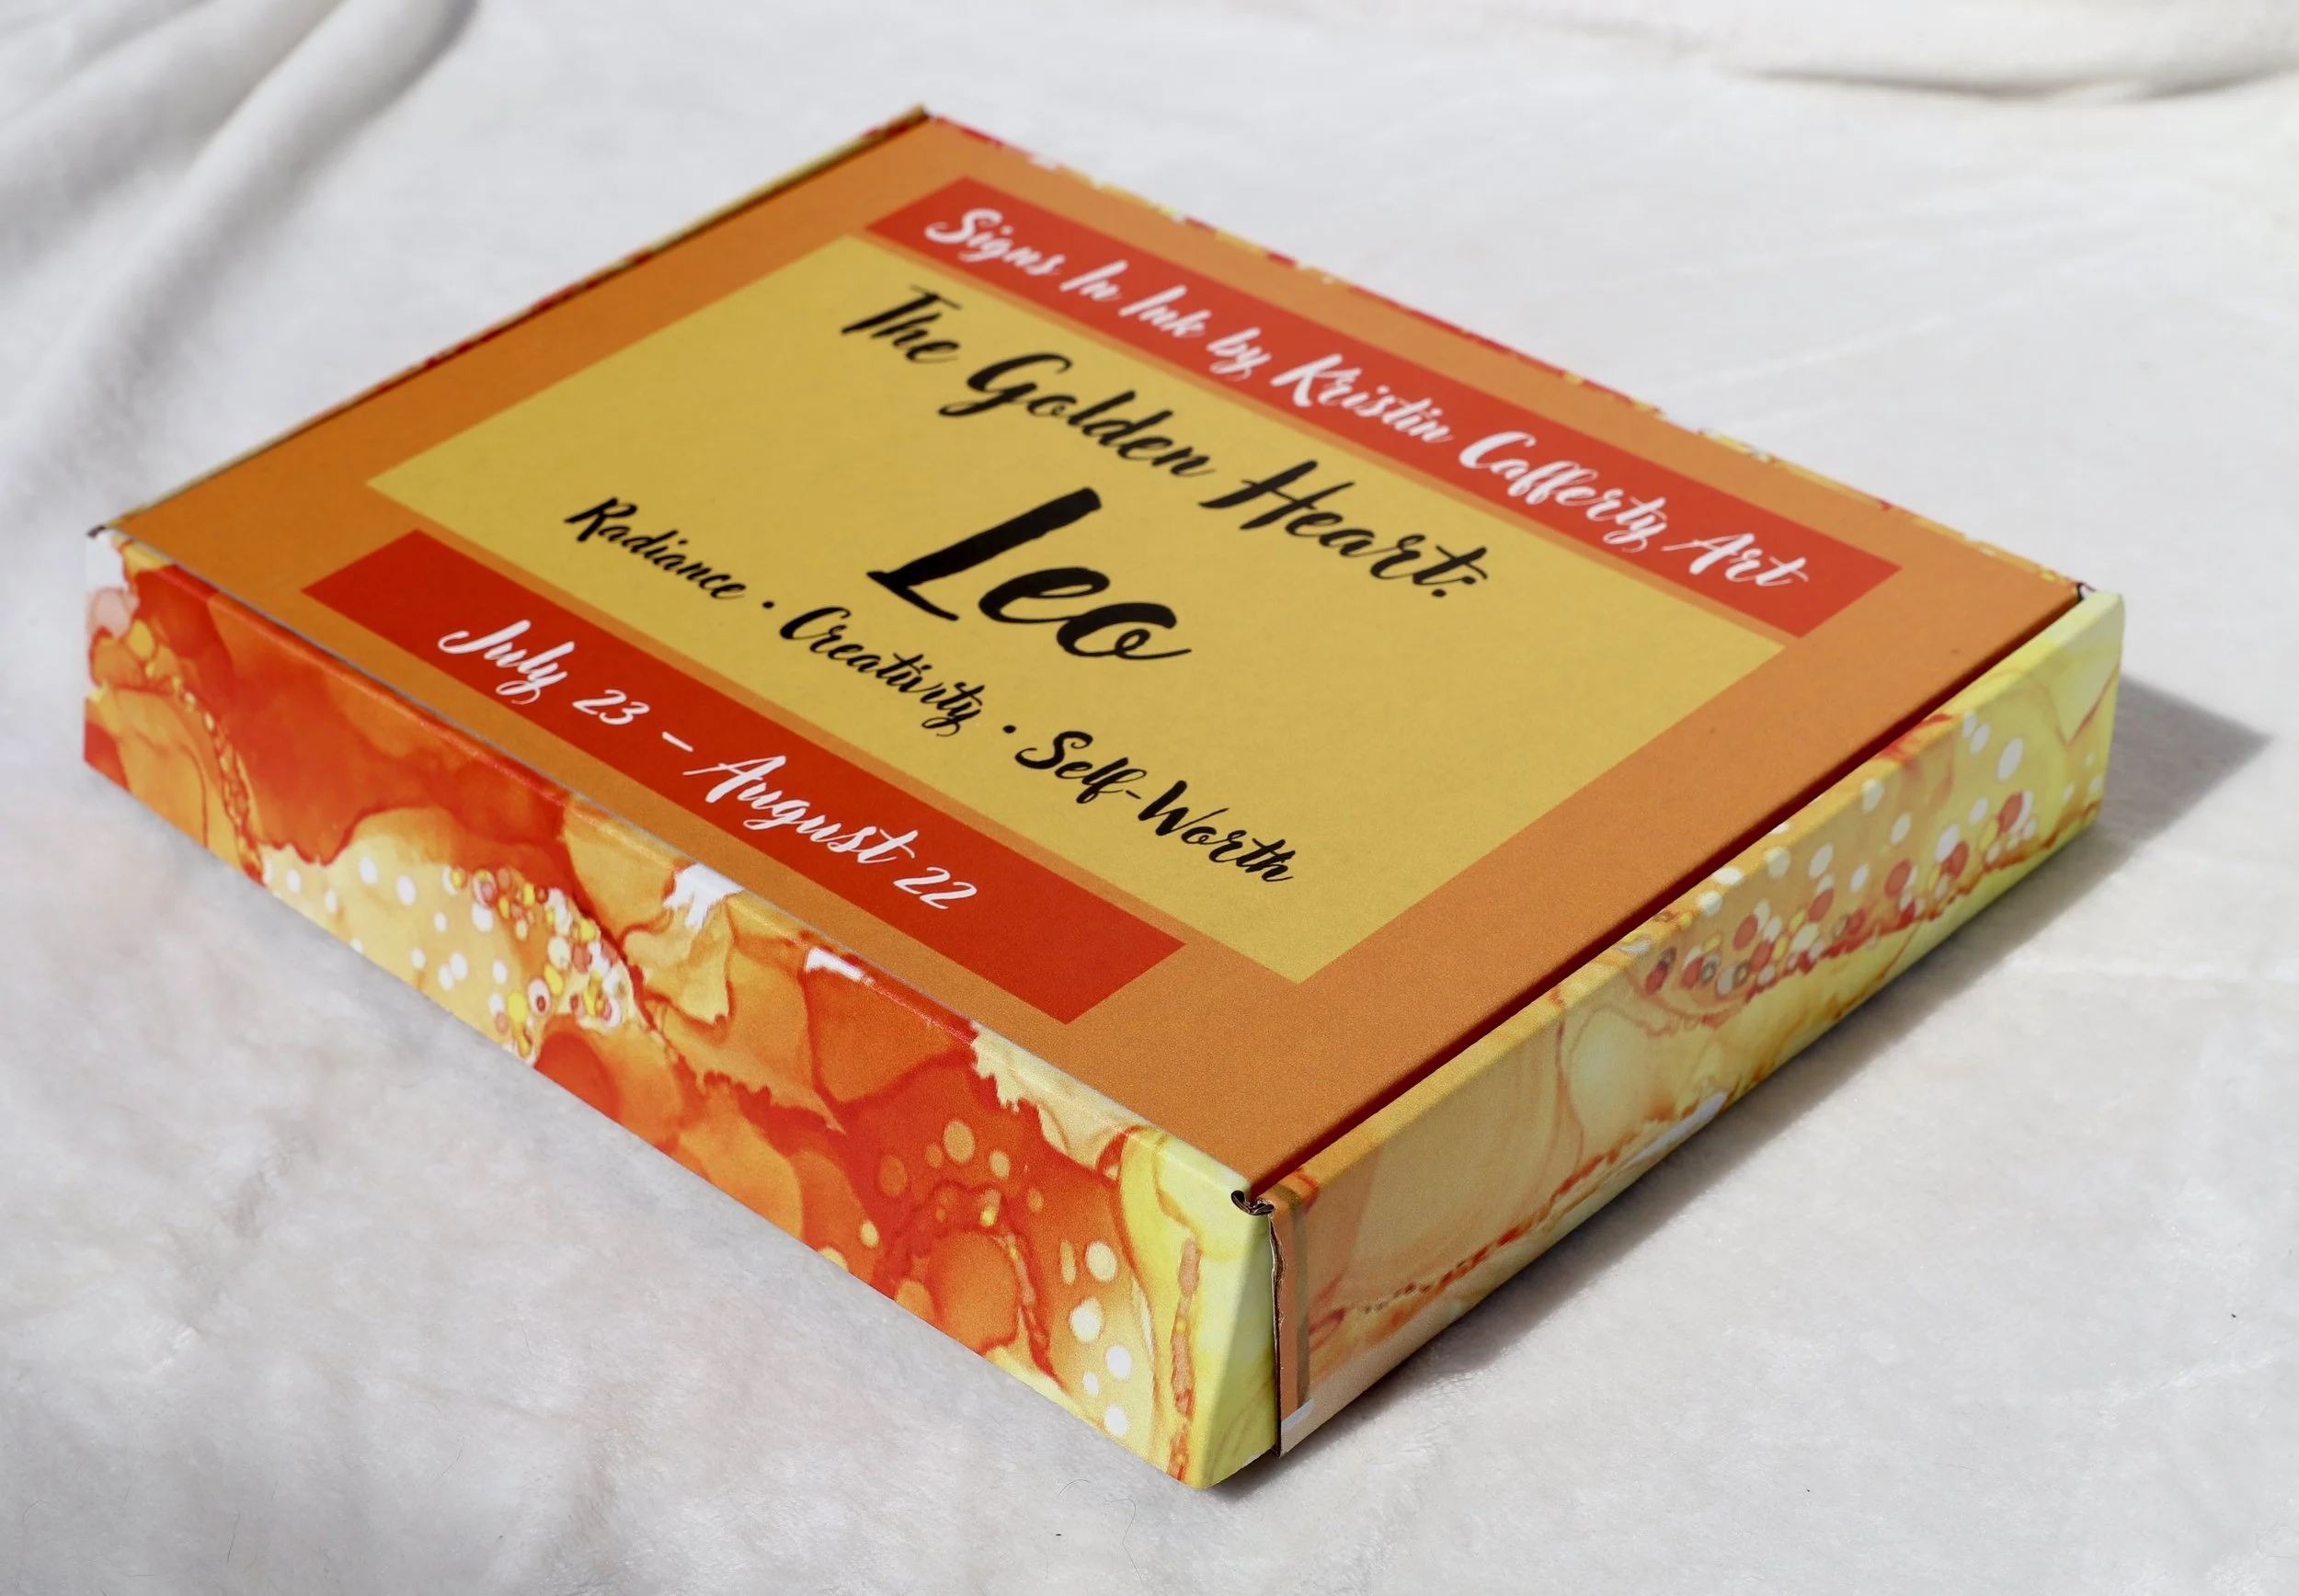 Signs In Ink by Kristin Cafferty Art
The Golden Heart:
Leo
Radiance • Creativity • Self-Worth
July 23 - August 22